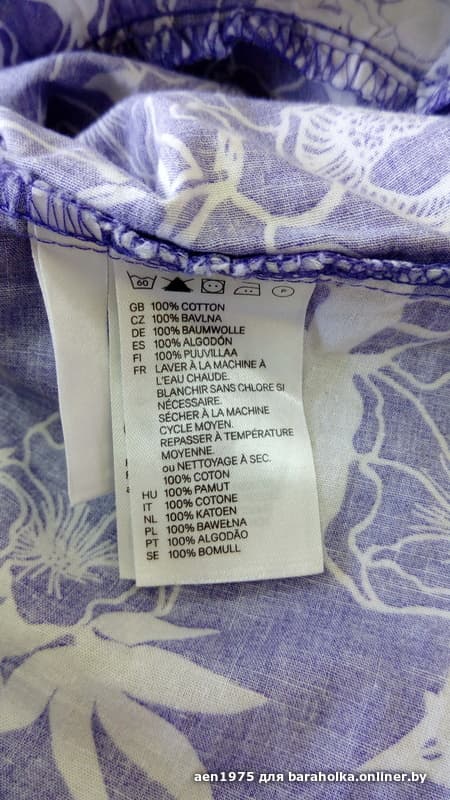 60
P
GB 100% COTTON
CZ 100% BAVLNA
DE 100% BAUMWOLLE
ES 100% ALGODÓN
FI 100% PUUVILLAA
FR LAVER À LA MACHINE À
L'EAU CHAUDE.
BLANCHIR SANS CHLORE SI
NÉCESSAIRE.
SÉCHER À LA MACHINE
CYCLE MOYEN.
REPASSER À TEMPÉRATURE
MOYENNE.
ou NETTOYAGE À SEC.
100% COTON
HU 100% PAMUT
IT 100% COTONE
NL 100% KATOEN
PL 100% BAWEŁNA
PT 100% ALGODÃO
SE 100% BOMULL
aen1975 для baraholka.onliner.by